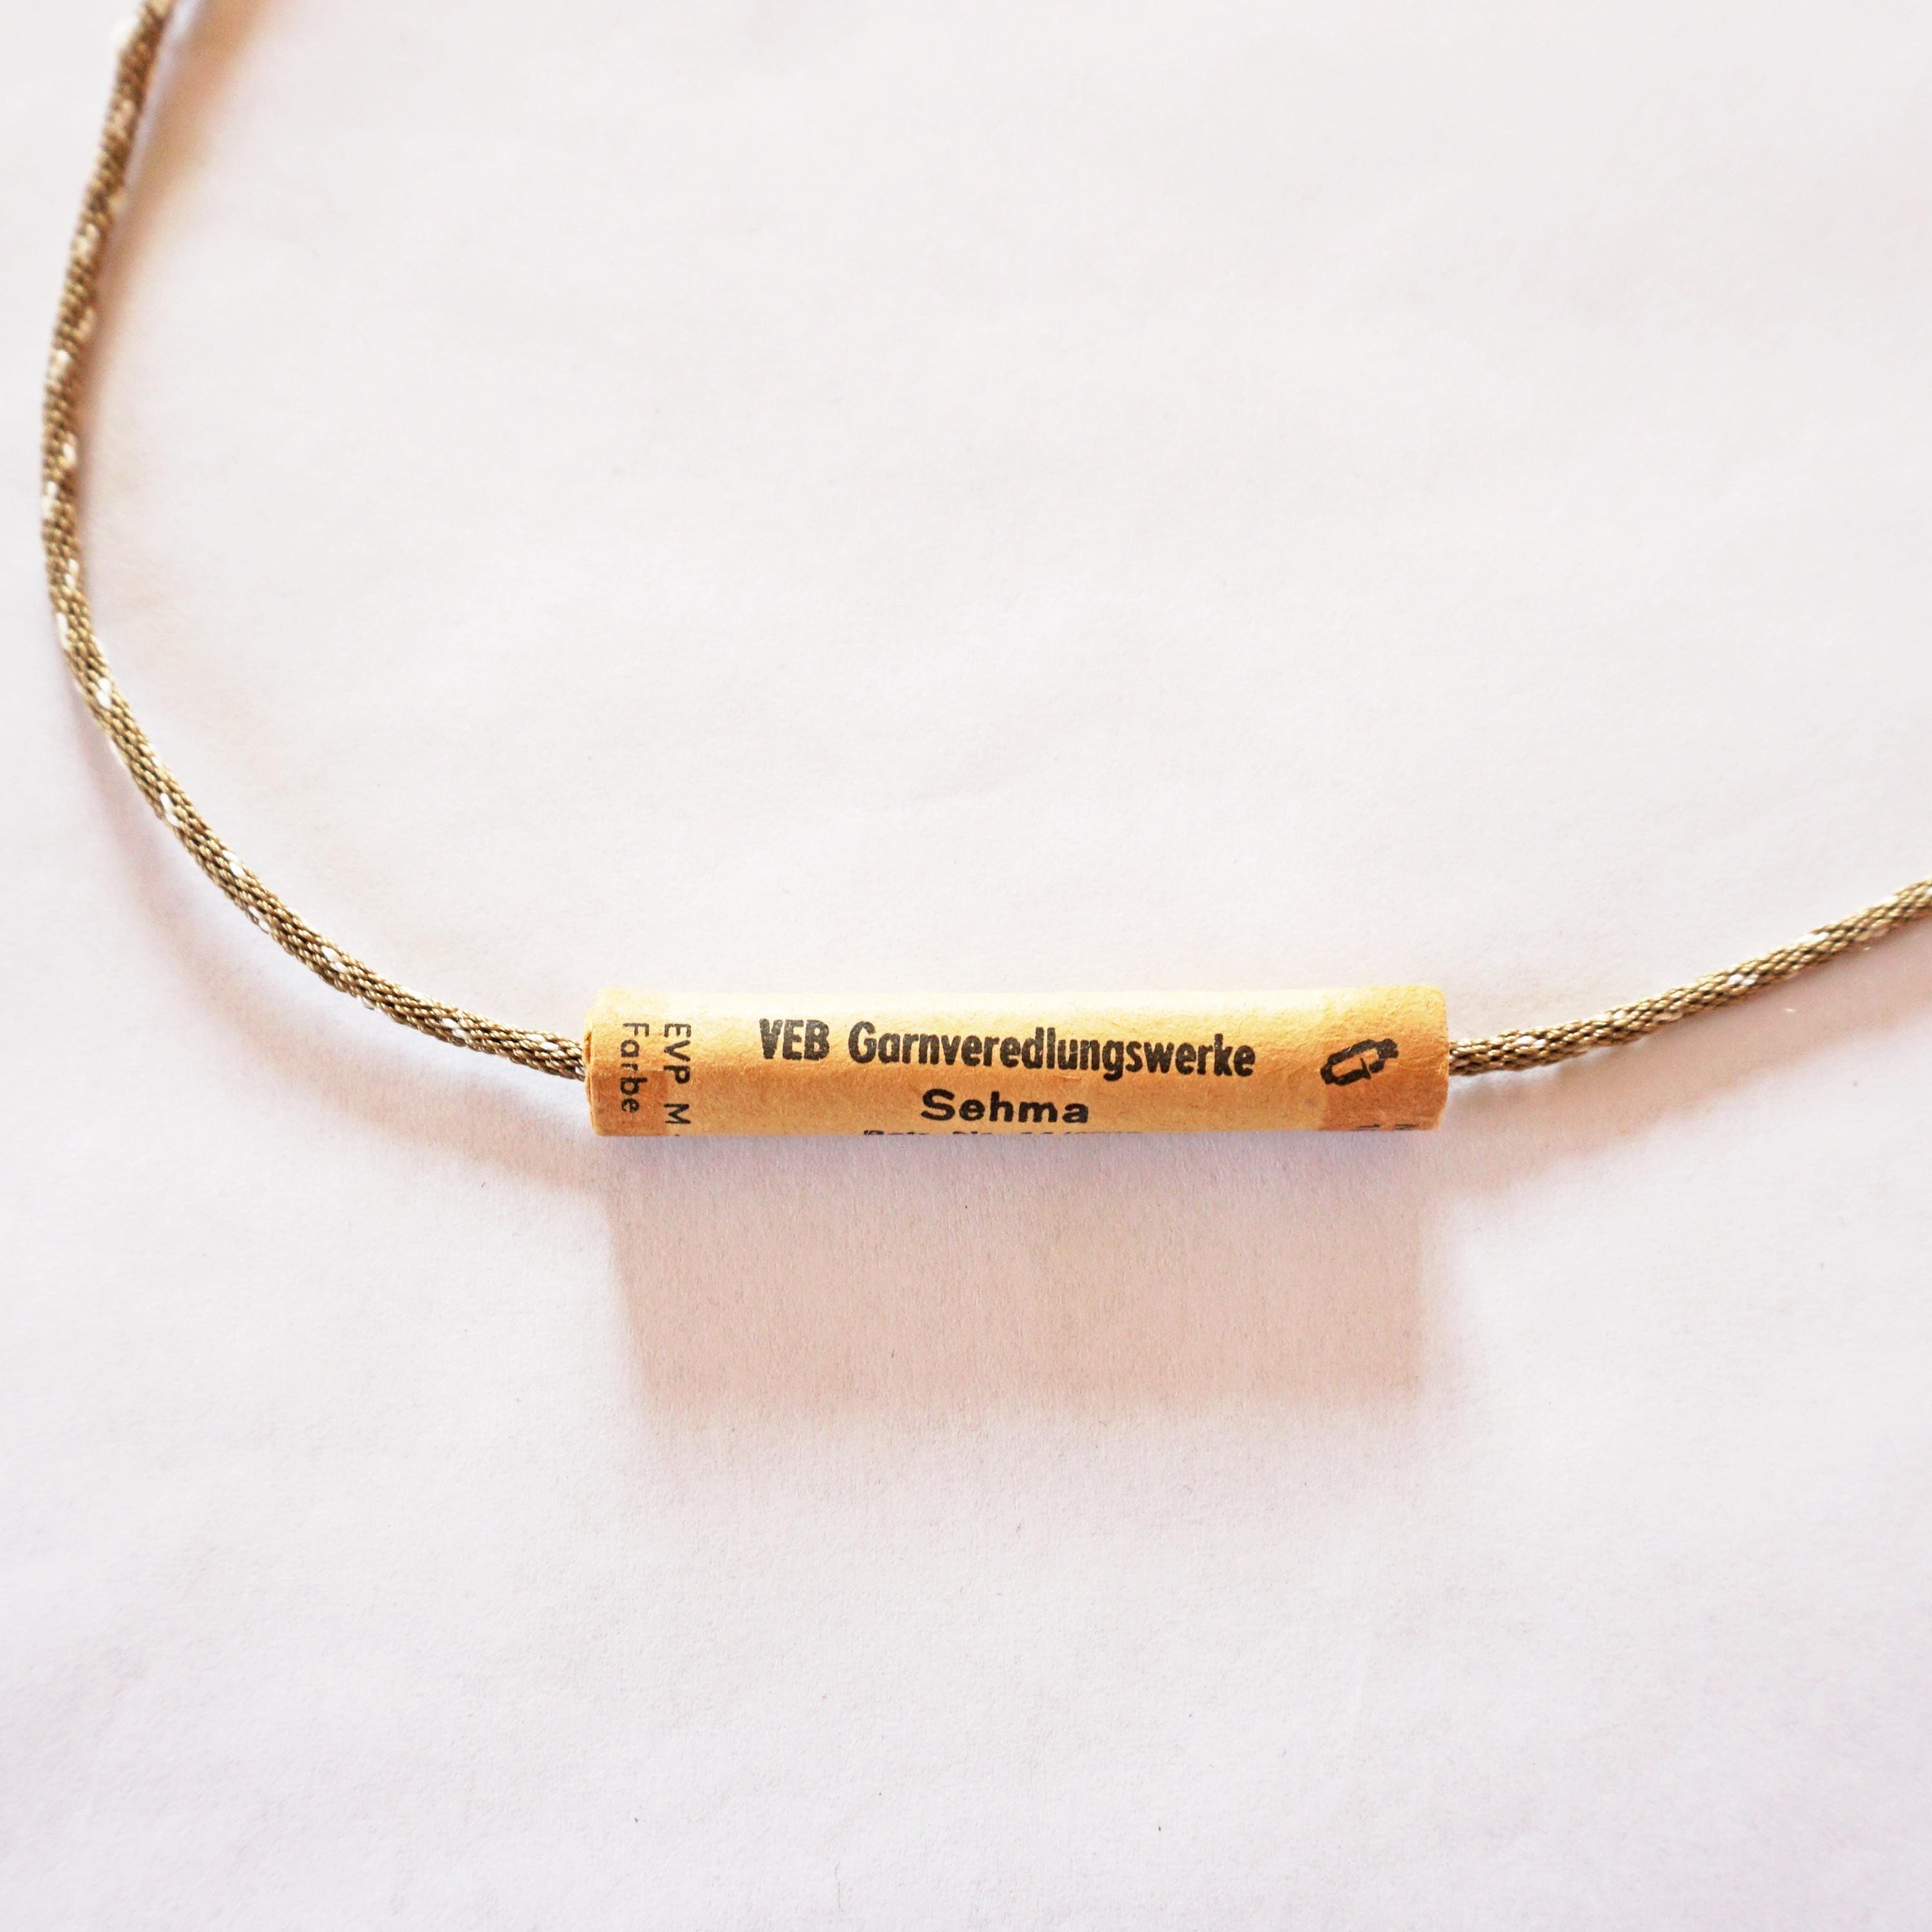 VEB Garnveredlungswerke
Sehma
EVP M
Farbe